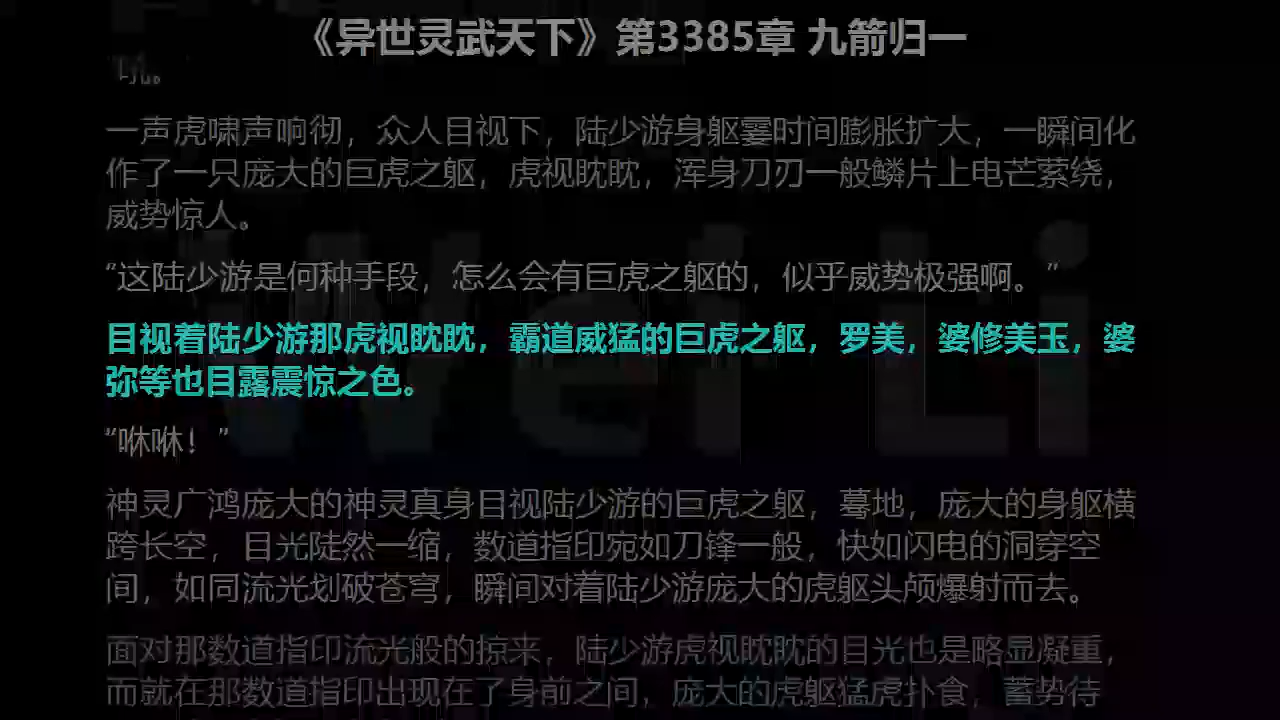 《异世灵武天下》第3385章 九箭归一
“吼。”
一声虎啸声响彻，众人目视下，陆少游身躯霎时间膨胀扩大，一瞬间化
作了一只庞大的巨虎之躯，虎视眈眈，浑身刀刃一般鳞片上电芒萦绕，
威势惊人。
“这陆少游是何种手段，怎么会有巨虎之躯的，似乎威势极强啊。”
目视着陆少游那虎视眈眈，霸道威猛的巨虎之躯，罗美，婆修美玉，婆
弥等也目露震惊之色。
“咻咻！”
神灵广鸿庞大的神灵真身目视陆少游的巨虎之躯，蓦地，庞大的身躯横
跨长空，目光陡然一缩，数道指印宛如刀锋一般，快如闪电的洞穿空
间，如同流光划破苍穹，瞬间对着陆少游庞大的虎躯头颅爆射而去。
面对那数道指印流光般的掠来，陆少游虎视眈眈的目光也是略显凝重，
而就在那数道指印出现在了身前之间，庞大的虎躯猛虎扑食，蓄势待
Wei Li